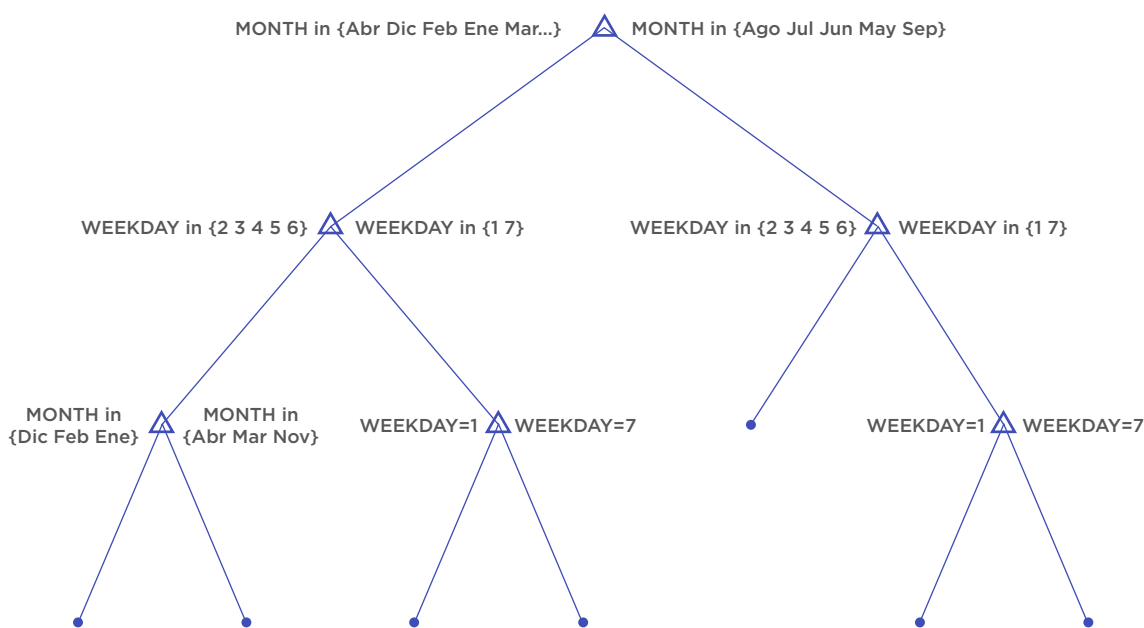 MONTH in {Abr Dic Feb Ene Mar...}
MONTH in {Ago Jul Jun May Sep}
WEEKDAY in {2 3 4 5 6}
WEEKDAY in {1 7}
WEEKDAY in {2 3 4 5 6}
WEEKDAY in {1 7}
MONTH in
{Dic Feb Ene}
MONTH in
{Abr Mar Nov}
WEEKDAY=1
WEEKDAY=7
WEEKDAY=1
WEEKDAY=7